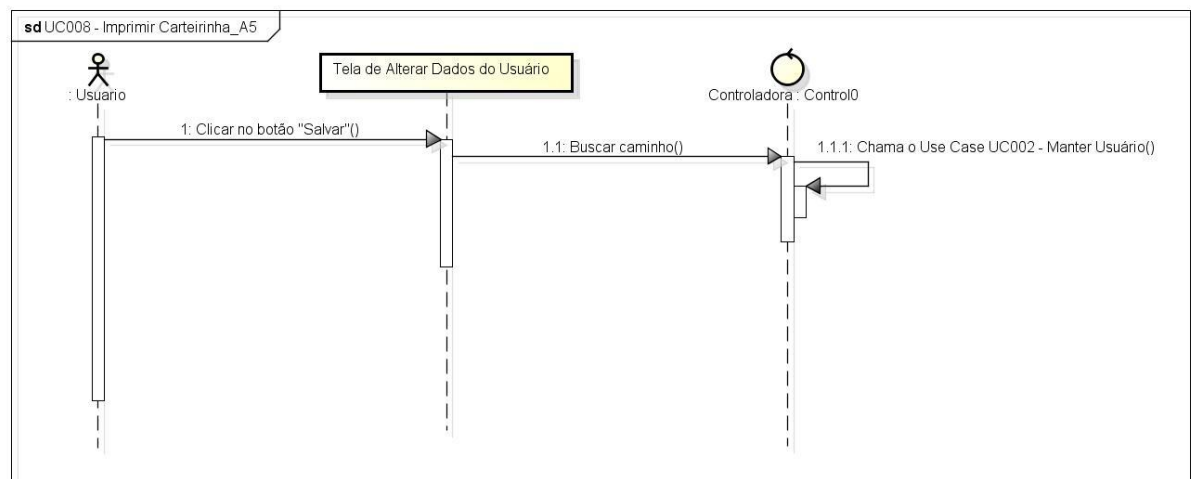 sd UC008 - Imprimir Carteirinha_A5
: Usuario
Tela de Alterar Dados do Usuário
Controladora : Control0
1: Clicar no botão "Salvar"()
1.1: Buscar caminho()
1.1.1: Chama o Use Case UC002 - Manter Usuário()